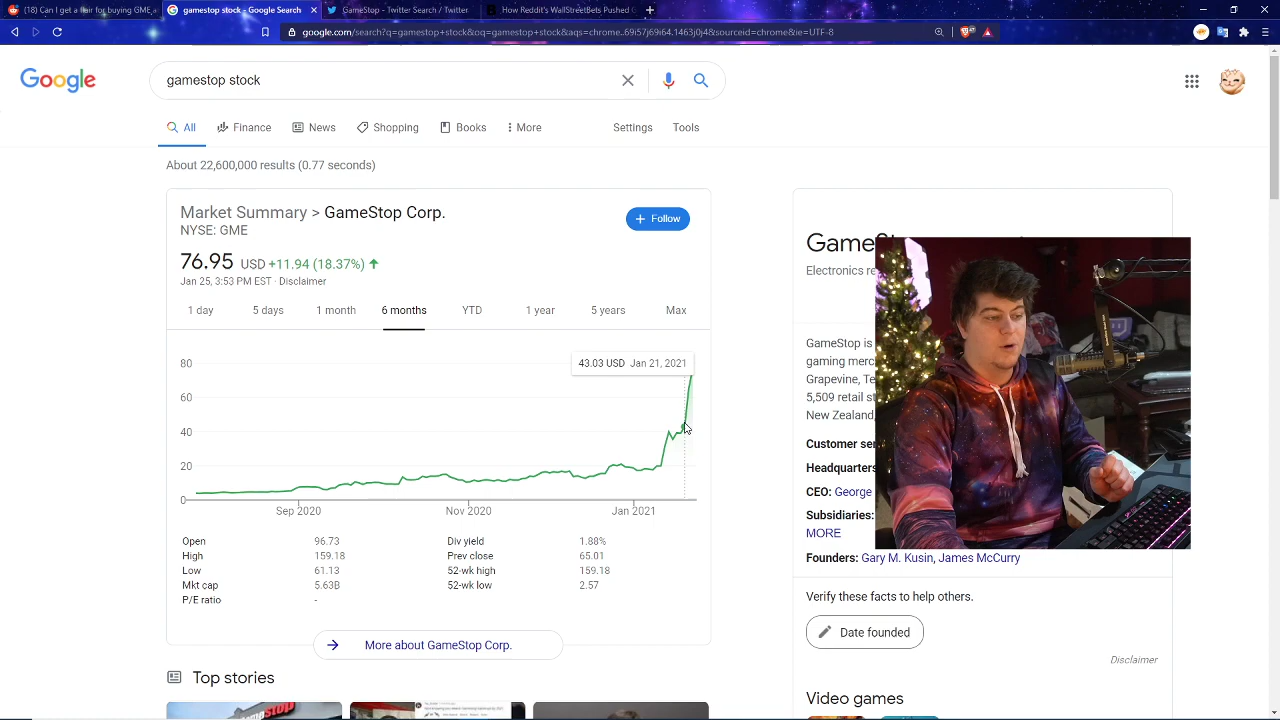 (18) Can I get a flair for buying GME a
gamestop stock - Google Search
GameStop - Twitter Search / Twitter
How Reddit's WallStreetBets Pushed G
google.com/search?q=gamestop+stock&oq=gamestop+stock&aqs=chrome..69i57j69i64.1463j0j4&sourceid=chrome&ie=UTF-8
Google
gamestop stock
All
Finance
News
Shopping
Books
More
Settings
Tools
About 22,600,000 results (0.77 seconds)
Market Summary > GameStop Corp.
NYSE: GME
Follow
76.95 USD +11.94 (18.37%)
Jan 25, 3:53 PM EST · Disclaimer
1 day
5 days
1 month
6 months
YTD
1 year
5 years
Max
43.03 USD Jan 21, 2021
80
60
40
20
0
Sep 2020
Nov 2020
Jan 2021
Open 96.73
High 159.18
Low 61.13
Mkt cap 5.63B
P/E ratio -
Div yield 1.88%
Prev close 65.01
52-wk high 159.18
52-wk low 2.57
More about GameStop Corp.
Top stories
Electronics re
GameStop is
gaming merc
Grapevine, Te
5,509 retail st
New Zealand,
Customer ser
Headquarters
CEO: George
Subsidiaries:
MORE
Founders: Gary M. Kusin, James McCurry
Verify these facts to help others.
Date founded
Disclaimer
Video games